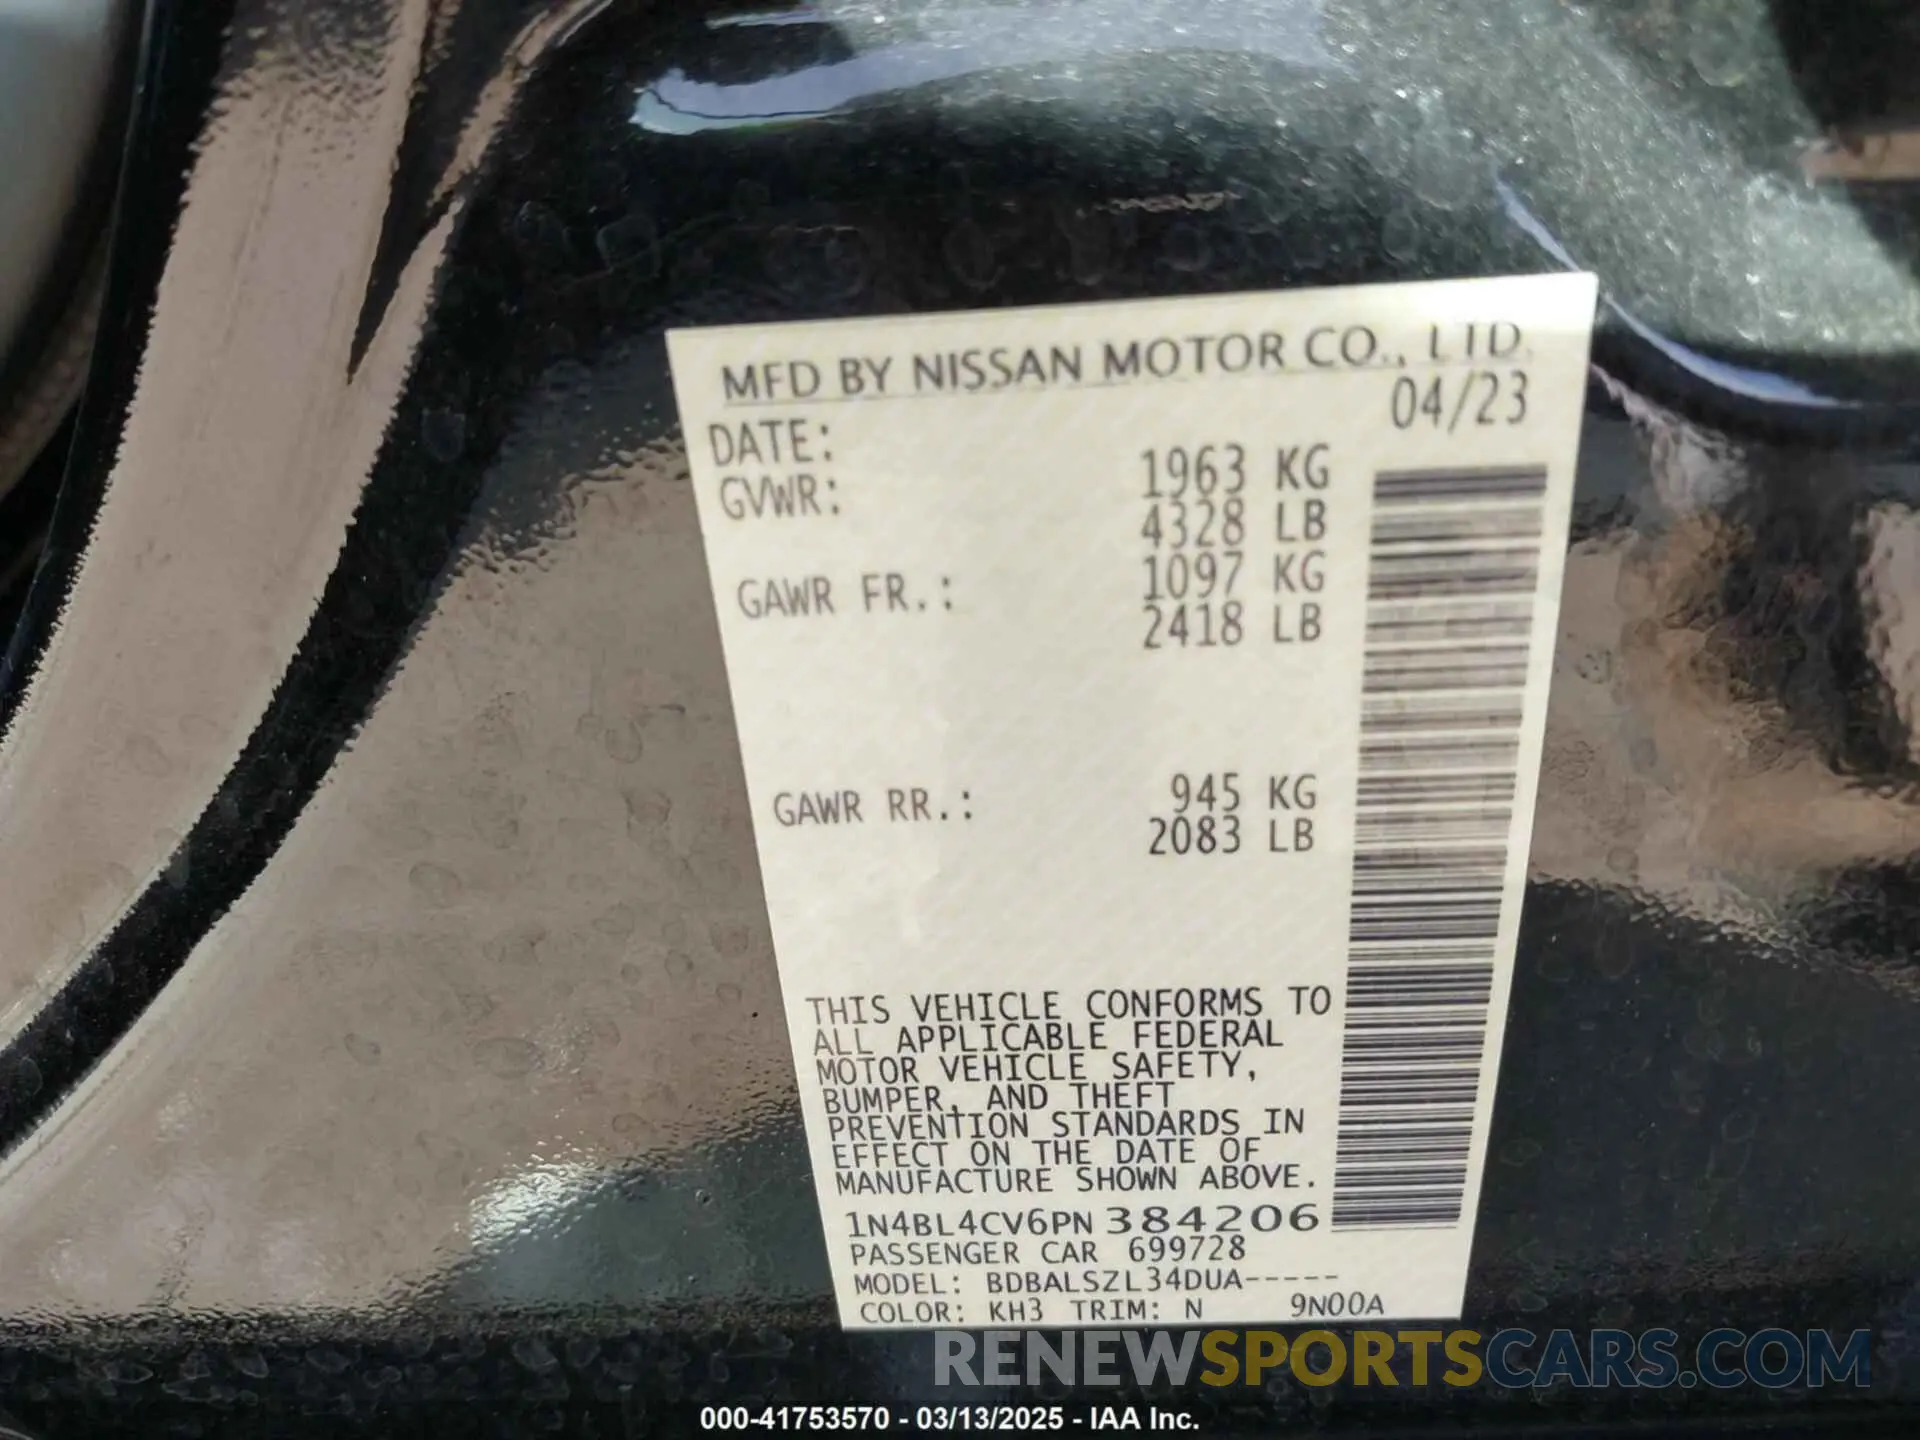 MFD BY NISSAN MOTOR CO., LTD.
DATE: 04/23
GVWR: 1963 KG
4328 LB
GAWR FR.: 1097 KG
2418 LB
GAWR RR.: 945 KG
2083 LB
THIS VEHICLE CONFORMS TO
ALL APPLICABLE FEDERAL
MOTOR VEHICLE SAFETY,
BUMPER, AND THEFT
PREVENTION STANDARDS IN
EFFECT ON THE DATE OF
MANUFACTURE SHOWN ABOVE.
1N4BL4CV6PN384206
PASSENGER CAR 699728
MODEL: BDBALSZL34DUA-----
COLOR: KH3 TRIM: N 9N00A
RENEWSPORTSCARS.COM
000-41753570 - 03/13/2025 - IAA Inc.